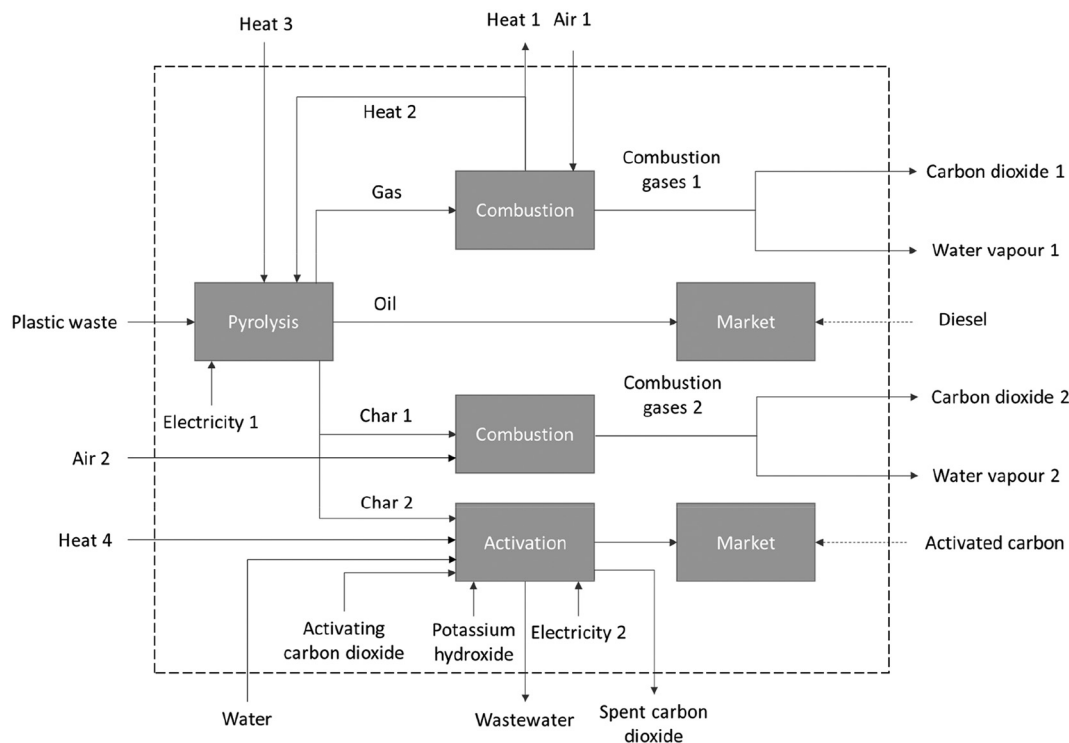 Heat 3
Heat 1
Air 1
Heat 2
Combustion
gases 1
Carbon dioxide 1
Gas
Combustion
Water vapour 1
Plastic waste
Pyrolysis
Oil
Market
Diesel
Electricity 1
Combustion
gases 2
Carbon dioxide 2
Char 1
Combustion
Air 2
Water vapour 2
Char 2
Heat 4
Activation
Market
Activated carbon
Activating
carbon dioxide
Potassium
hydroxide
Electricity 2
Water
Wastewater
Spent carbon
dioxide